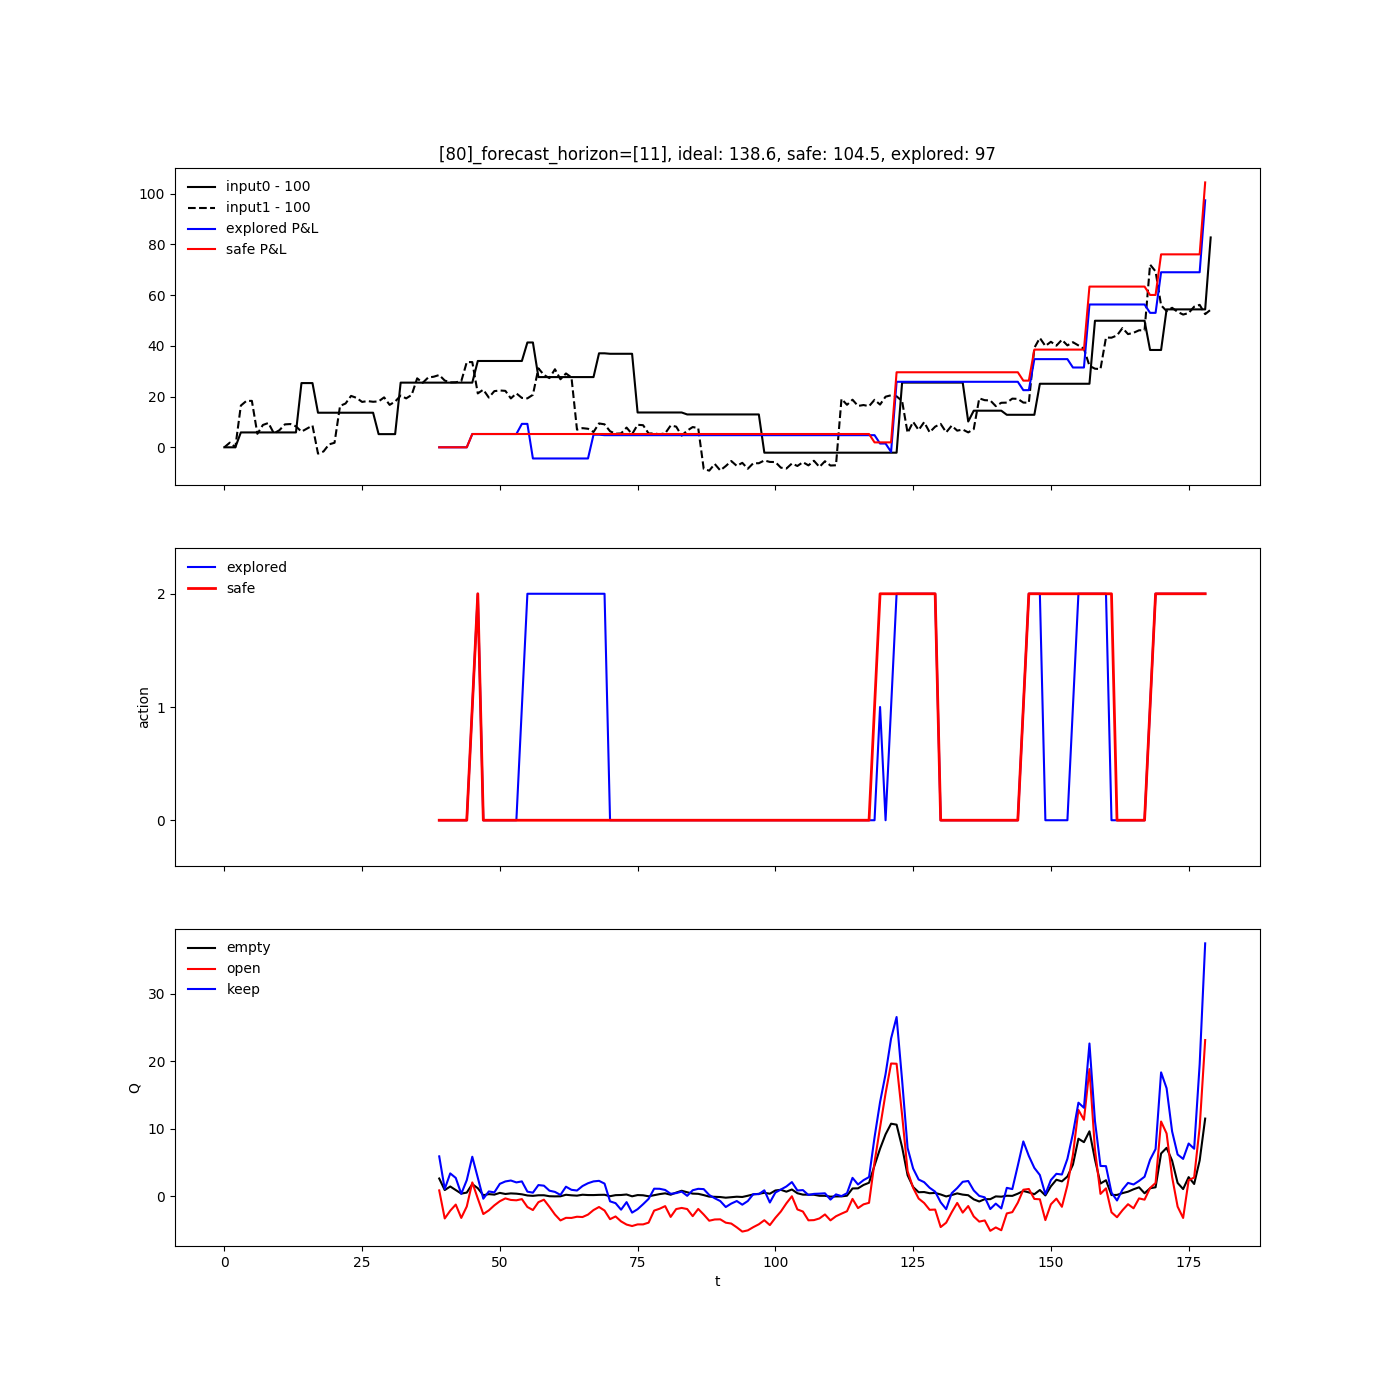 [80]_forecast_horizon=[11], ideal: 138.6, safe: 104.5, explored: 97
input0 - 100
input1 - 100
explored P&L
safe P&L
100
80
60
40
20
0
explored
safe
2
1
0
action
empty
open
keep
30
20
10
0
Q
0 25 50 75 100 125 150 175
t